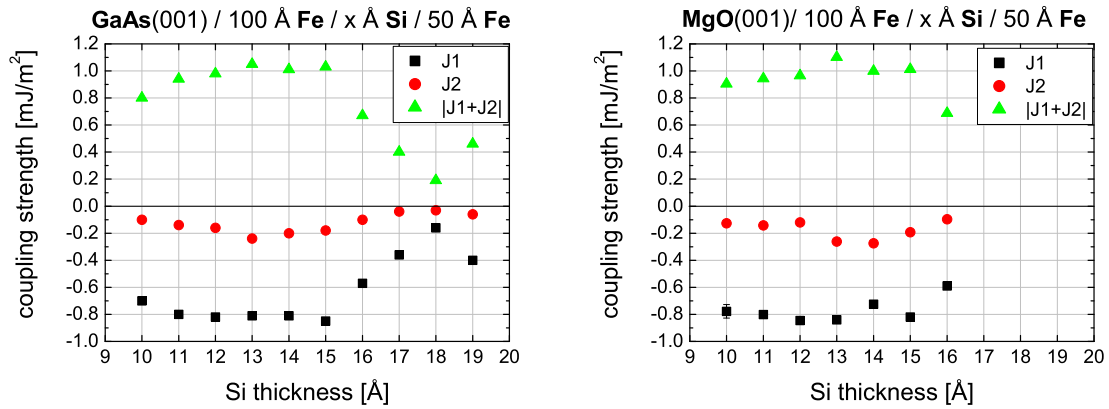 GaAs(001) / 100 Å Fe / x Å Si / 50 Å Fe
coupling strength [mJ/m²]
1.2
1.0
0.8
0.6
0.4
0.2
0.0
-0.2
-0.4
-0.6
-0.8
-1.0
J1
J2
|J1+J2|
9 10 11 12 13 14 15 16 17 18 19 20
Si thickness [Å]
MgO(001)/ 100 Å Fe / x Å Si / 50 Å Fe
coupling strength [mJ/m²]
1.2
1.0
0.8
0.6
0.4
0.2
0.0
-0.2
-0.4
-0.6
-0.8
-1.0
J1
J2
|J1+J2|
9 10 11 12 13 14 15 16 17 18 19 20
Si thickness [Å]